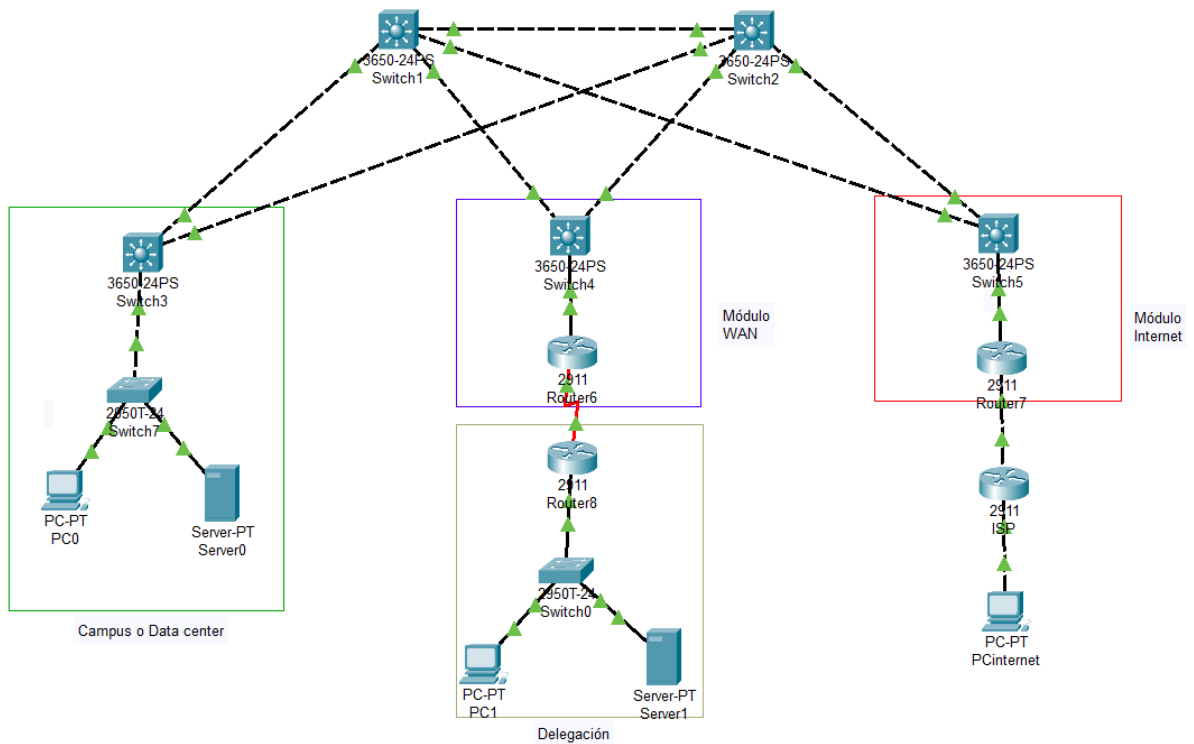 3650-24PS
Switch1
3650-24PS
Switch2
3650-24PS
Switch3
3650-24PS
Switch4
3650-24PS
Switch5
Módulo
WAN
Módulo
Internet
2911
Router6
2911
Router7
2950T-24
Switch7
2911
Router8
2911
ISP
PC-PT
PC0
Server-PT
Server0
2950T-24
Switch0
Campus o Data center
PC-PT
PCinternet
PC-PT
PC1
Server-PT
Server1
Delegación